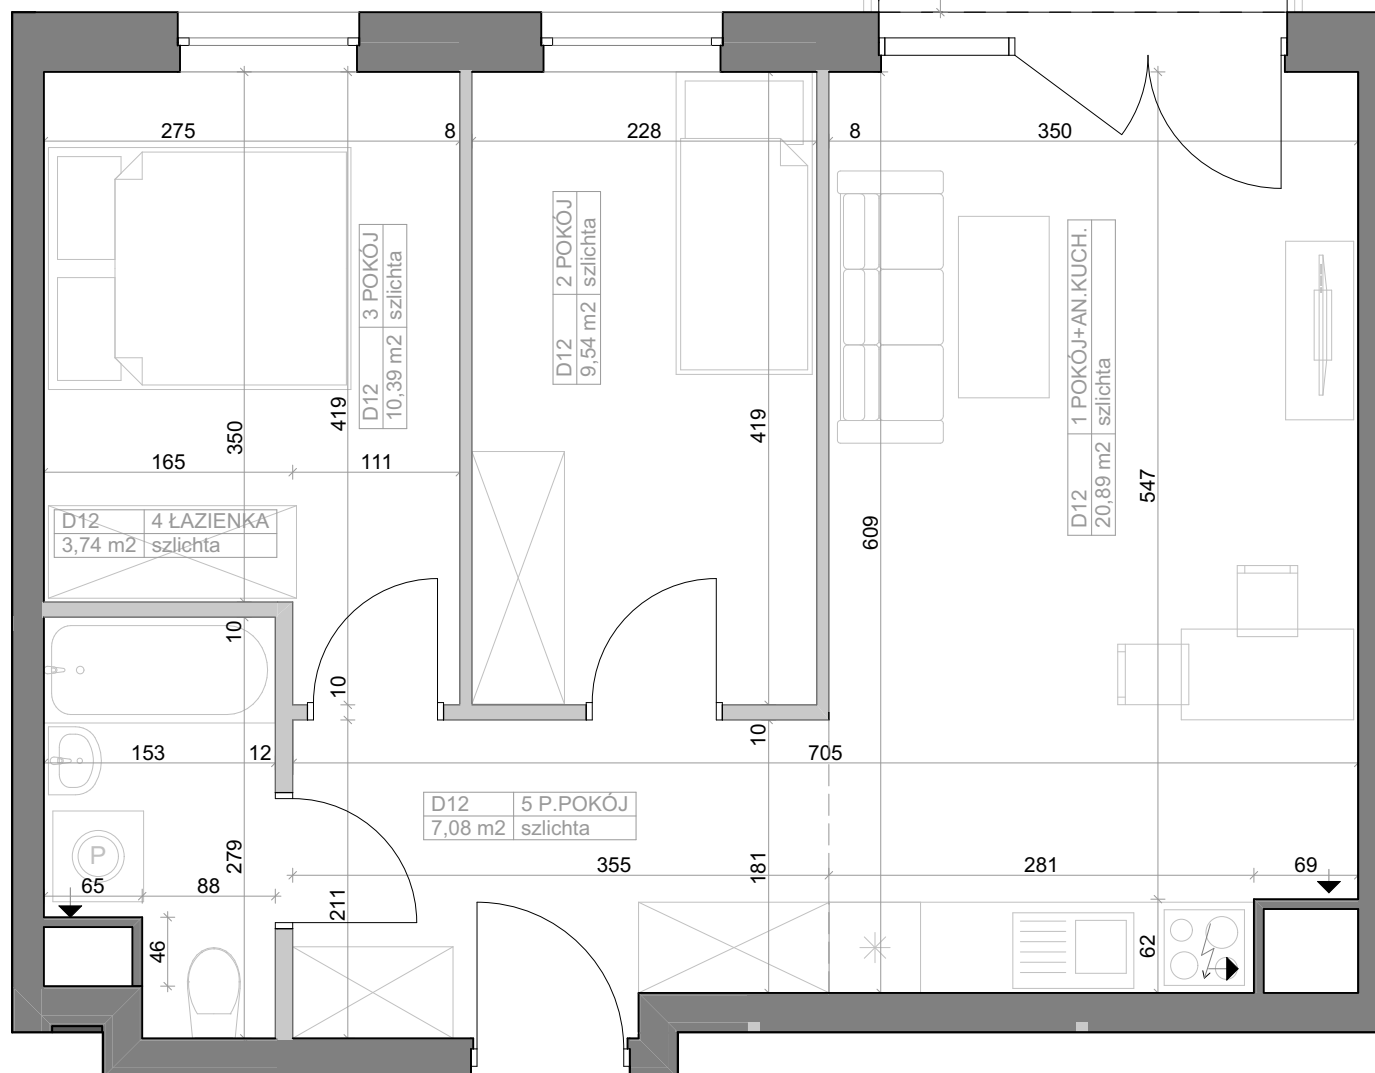 275
8
228
8
350
3 POKÓJ
szlichta
D12
10,39 m2
2 POKÓJ
szlichta
D12
9,54 m2
1 POKÓJ+AN.KUCH.
szlichta
D12
20,89 m2
350
419
419
165
111
547
609
D12 4 ŁAZIENKA
3,74 m2 szlichta
10
10
10
153
12
705
D12 5 P.POKÓJ
7,08 m2 szlichta
P
279
355
181
281
69
65
88
211
46
62